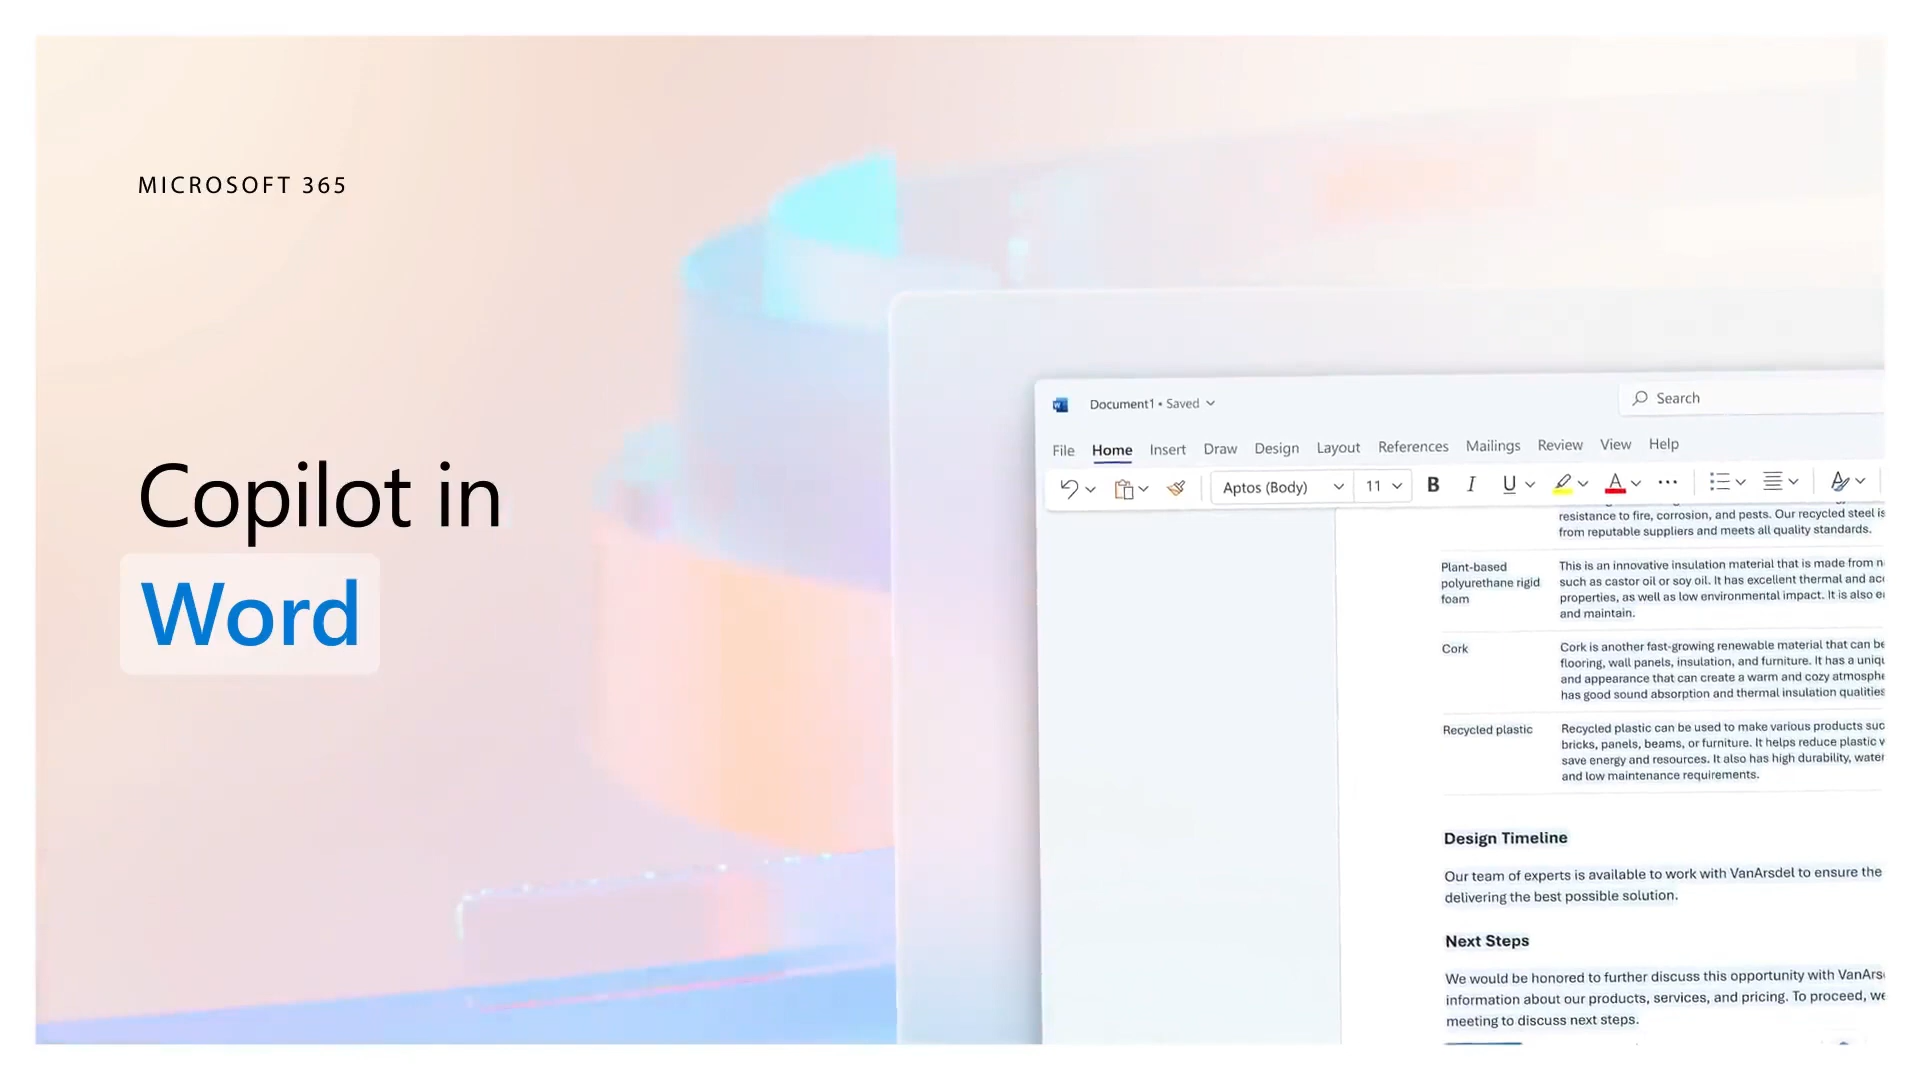 MICROSOFT 365
Copilot in
Word
Document1 • Saved
Search
File Home Insert Draw Design Layout References Mailings Review View Help
Aptos (Body) 11 B I U A
resistance to fire, corrosion, and pests. Our recycled steel is
from reputable suppliers and meets all quality standards.
Plant-based
polyurethane rigid
foam
This is an innovative insulation material that is made from
such as castor oil or soy oil. It has excellent thermal and
properties, as well as low environmental impact. It is also
and maintain.
Cork
Cork is another fast-growing renewable material that can be
flooring, wall panels, insulation, and furniture. It has a
and appearance that can create a warm and cozy
has good sound absorption and thermal insulation qualities
Recycled plastic
Recycled plastic can be used to make various products
bricks, panels, beams, or furniture. It helps reduce plastic
save energy and resources. It also has high durability, water
and low maintenance requirements.
Design Timeline
Our team of experts is available to work with VanArsdel to ensure the
delivering the best possible solution.
Next Steps
We would be honored to further discuss this opportunity with
information about our products, services, and pricing. To proceed, we
meeting to discuss next steps.